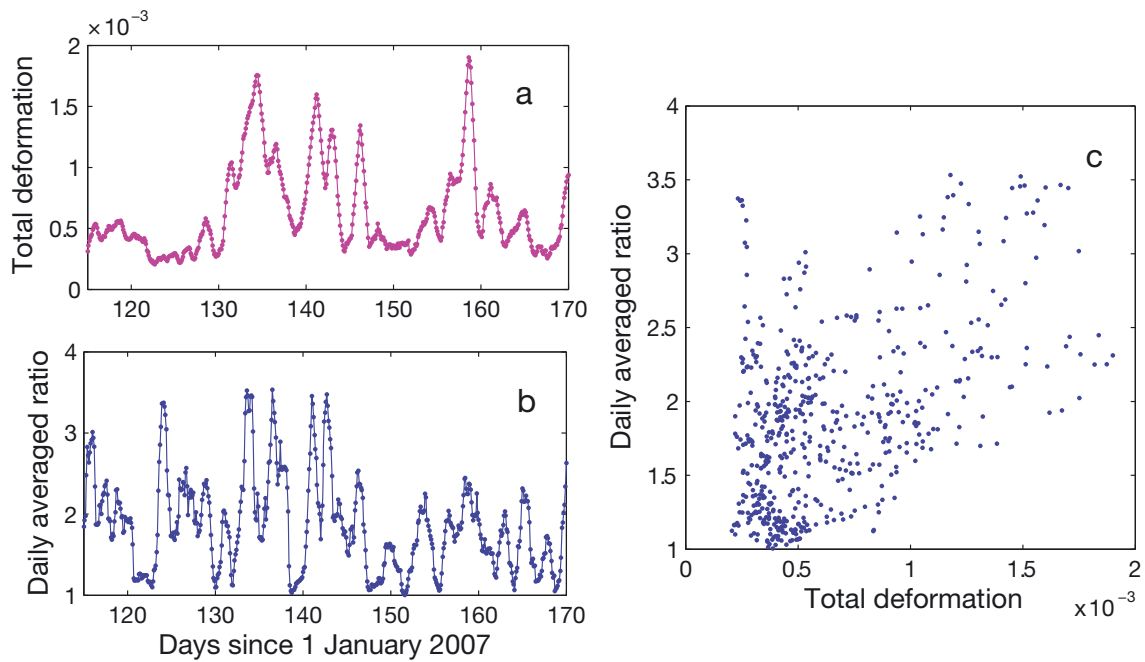 ×10⁻³
2
1.5
1
0.5
0
Total deformation
a
120 130 140 150 160 170
4
3
2
1
Daily averaged ratio
b
120 130 140 150 160 170
Days since 1 January 2007
4
3.5
3
2.5
2
1.5
1
Daily averaged ratio
c
0 0.5 1 1.5 2
Total deformation ×10⁻³